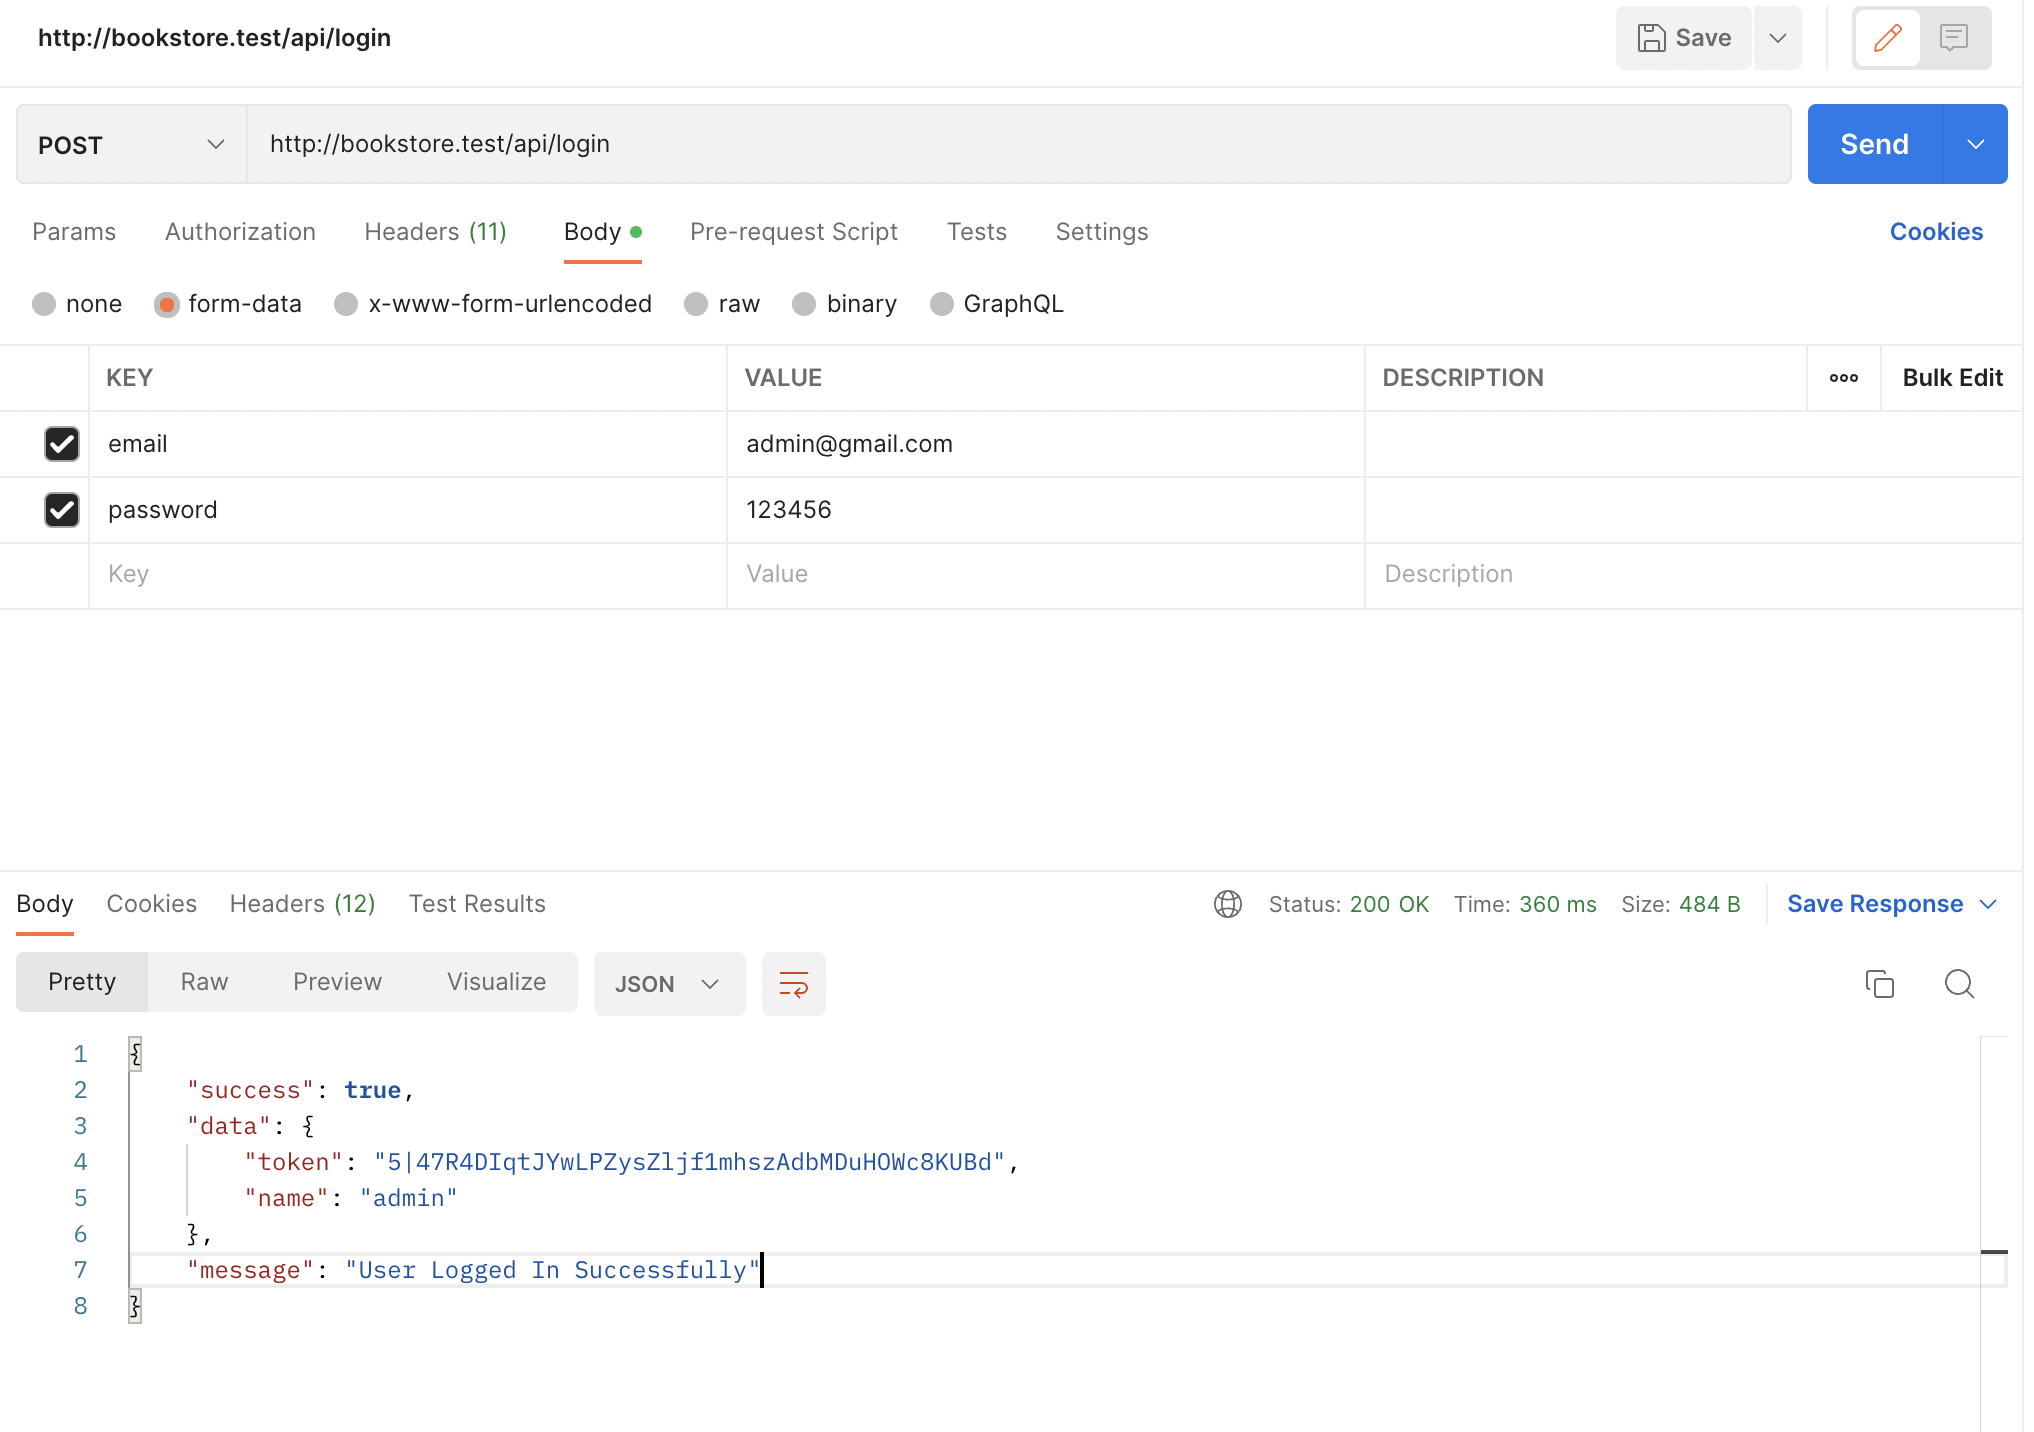 http://bookstore.test/api/login
Save
POST
http://bookstore.test/api/login
Send
Params Authorization Headers (11) Body Pre-request Script Tests Settings Cookies
none form-data x-www-form-urlencoded raw binary GraphQL
KEY VALUE DESCRIPTION Bulk Edit
email admin@gmail.com
password 123456
Key Value Description
Body Cookies Headers (12) Test Results Status: 200 OK Time: 360 ms Size: 484 B Save Response
Pretty Raw Preview Visualize JSON
1 {
2 "success": true,
3 "data": {
4 "token": "5|47R4DIqtJYwLPZysZljf1mhszAdbMDuHOWc8KUBd",
5 "name": "admin"
6 },
7 "message": "User Logged In Successfully"
8 }